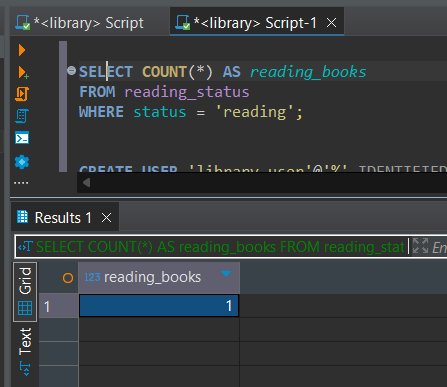 *<library> Script
*<library> Script-1
SELECT COUNT(*) AS reading_books
FROM reading_status
WHERE status = 'reading';
CREATE USER 'library_user'@'%' IDENTIFIED
Results 1
SELECT COUNT(*) AS reading_books FROM reading_stat
En
Grid
123 reading_books
1
1
Text